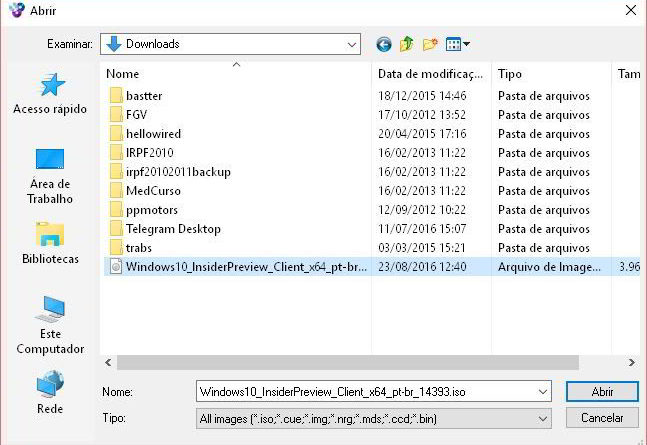 Abrir
Examinar: Downloads
Nome Data de modificaç... Tipo Tam
bastter 18/12/2015 14:46 Pasta de arquivos
FGV 17/10/2012 13:52 Pasta de arquivos
hellowired 20/04/2015 17:16 Pasta de arquivos
IRPF2010 16/02/2013 11:22 Pasta de arquivos
irpf20102011backup 16/02/2013 11:22 Pasta de arquivos
MedCurso 16/02/2013 11:22 Pasta de arquivos
ppmotors 12/09/2012 10:22 Pasta de arquivos
Telegram Desktop 11/07/2016 15:07 Pasta de arquivos
trabs 03/03/2015 15:21 Pasta de arquivos
Windows10_InsiderPreview_Client_x64_pt-br... 23/08/2016 12:40 Arquivo de Image... 3.96
Acesso rápido
Área de
Trabalho
Bibliotecas
Este
Computador
Rede
Nome: Windows10_InsiderPreview_Client_x64_pt-br_14393.iso Abrir
Tipo: All images (*.iso;*.cue;*.img;*.nrg;*.mds;*.ccd;*.bin) Cancelar